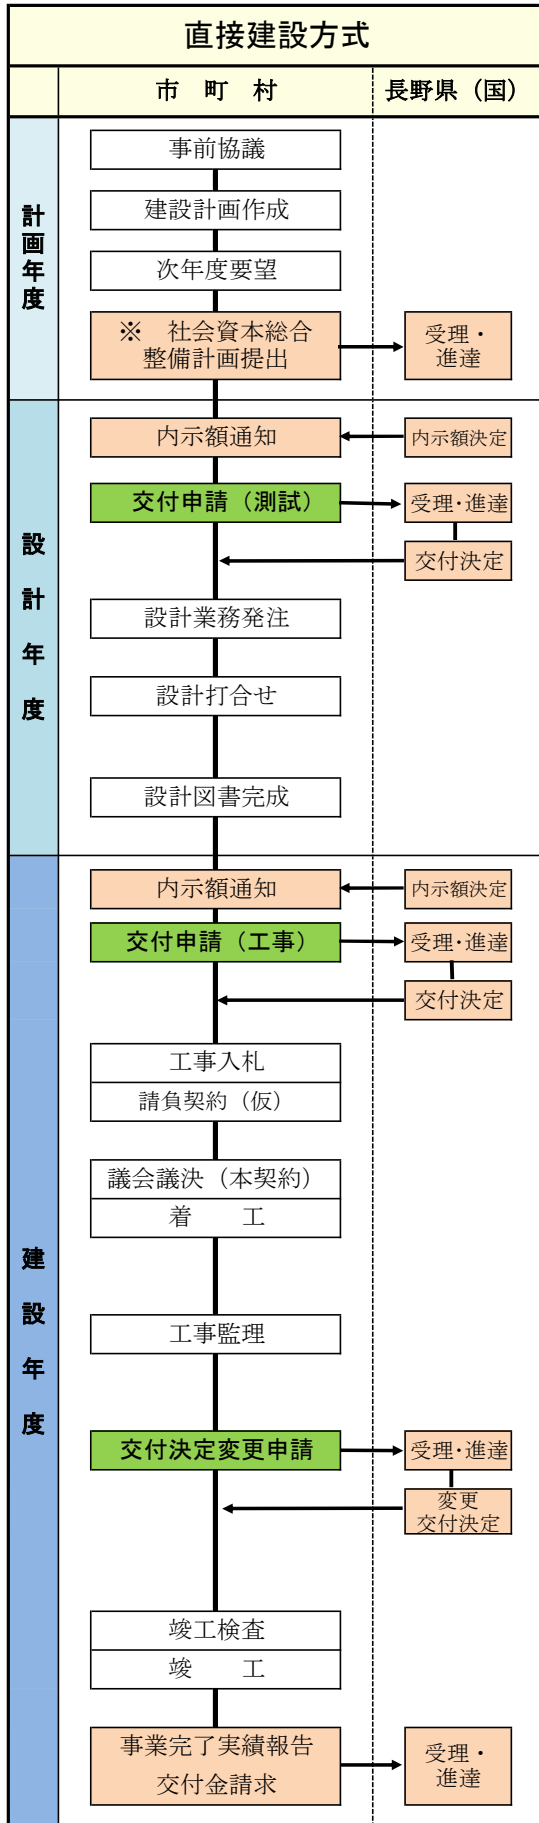 直接建設方式
市　町　村
長野県（国）
計画年度
事前協議
建設計画作成
次年度要望
※　社会資本総合
整備計画提出
受理・
進達
設計年度
内示額通知
内示額決定
交付申請（測試）
受理・進達
交付決定
設計業務発注
設計打合せ
設計図書完成
建設年度
内示額通知
内示額決定
交付申請（工事）
受理・進達
交付決定
工事入札
請負契約（仮）
議会議決（本契約）
着　　工
工事監理
交付決定変更申請
受理・進達
変更
交付決定
竣工検査
竣　　工
事業完了実績報告
交付金請求
受理・
進達